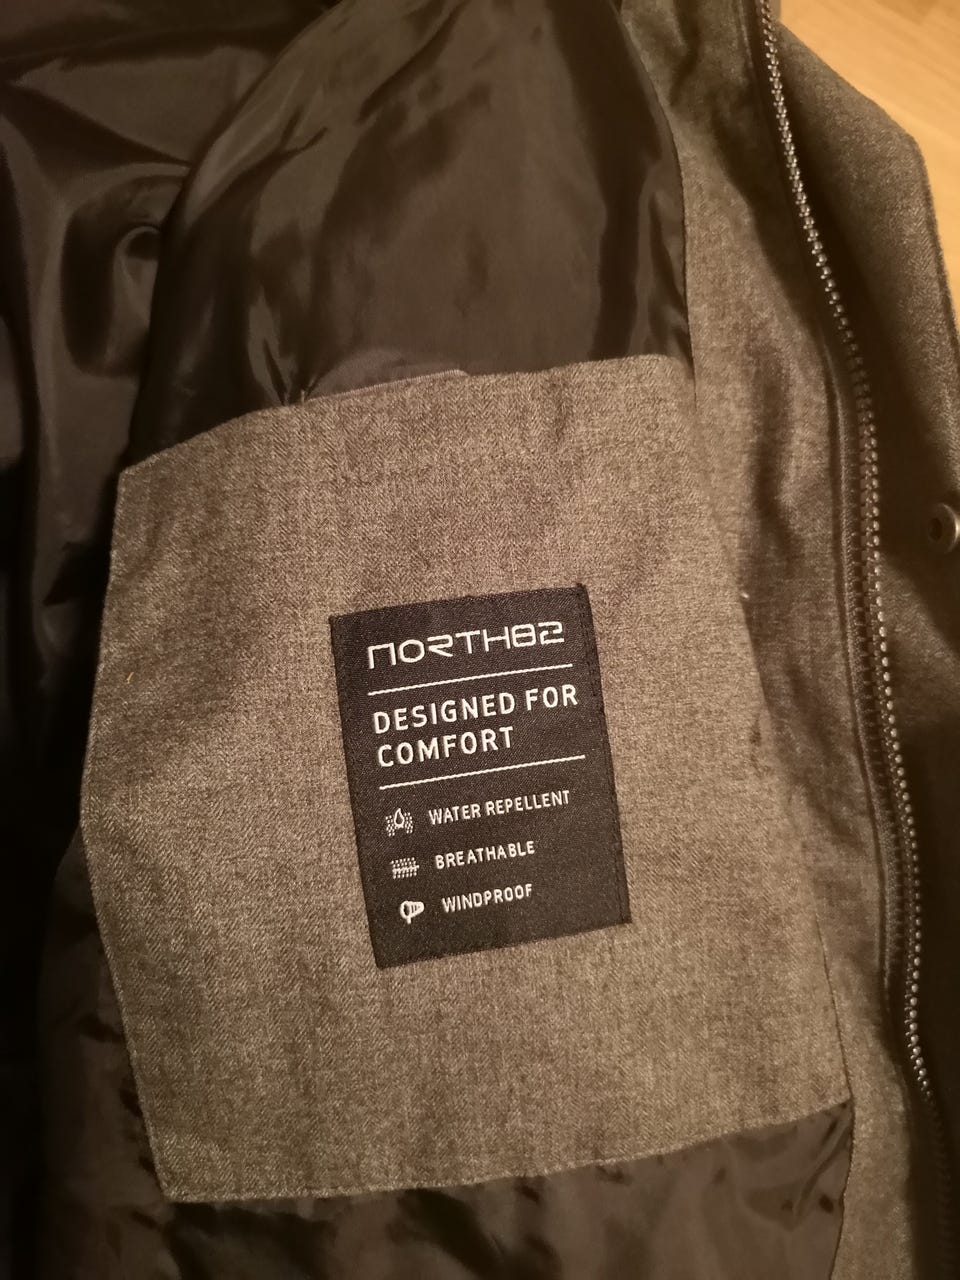 NORTH82
DESIGNED FOR
COMFORT
WATER REPELLENT
BREATHABLE
WINDPROOF